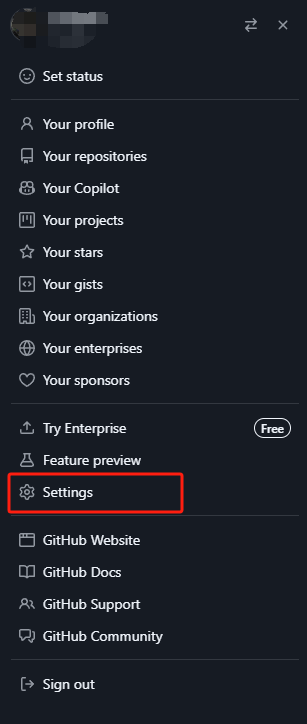 Set status
Your profile
Your repositories
Your Copilot
Your projects
Your stars
Your gists
Your organizations
Your enterprises
Your sponsors
Try Enterprise Free
Feature preview
Settings
GitHub Website
GitHub Docs
GitHub Support
GitHub Community
Sign out